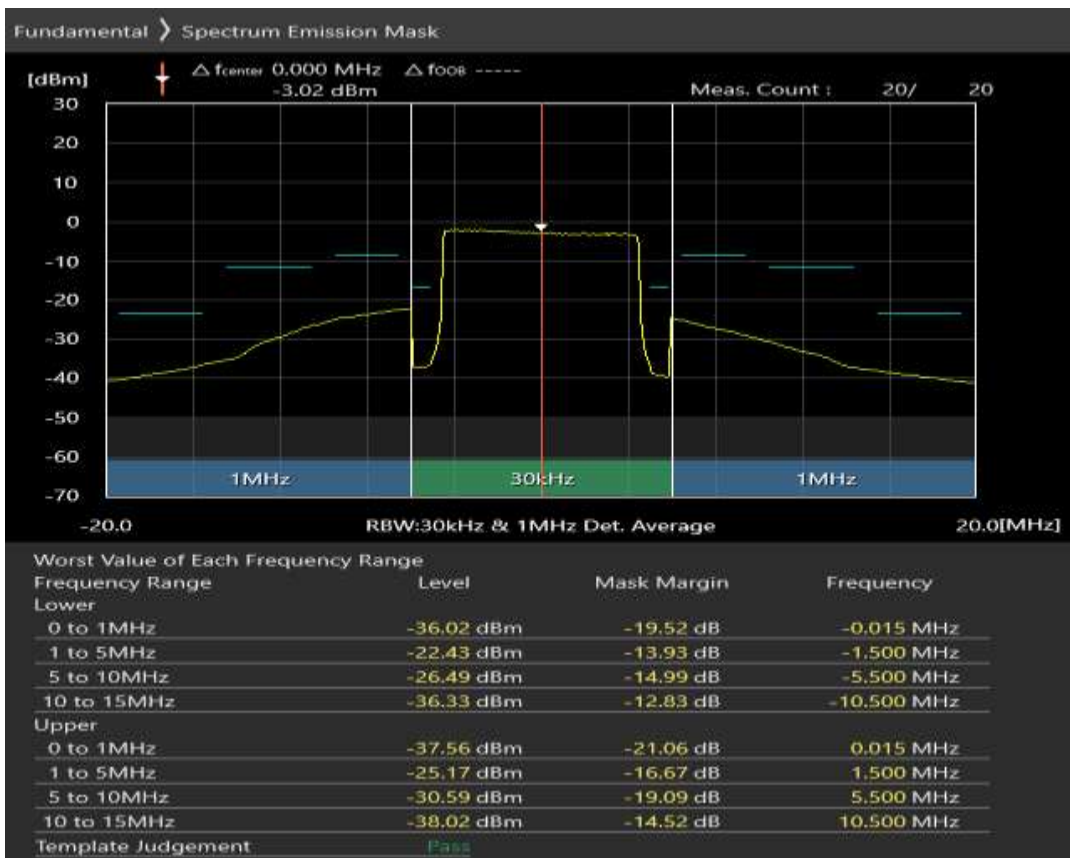 Fundamental ❭ Spectrum Emission Mask
[dBm] △ fcenter 0.000 MHz △ fOOB -----
-3.02 dBm Meas. Count : 20/ 20
30
20
10
0
-10
-20
-30
-40
-50
-60
1MHz 30kHz 1MHz
-70
-20.0 RBW:30kHz & 1MHz Det. Average 20.0[MHz]
Worst Value of Each Frequency Range
Frequency Range Level Mask Margin Frequency
Lower
0 to 1MHz -36.02 dBm -19.52 dB -0.015 MHz
1 to 5MHz -22.43 dBm -13.93 dB -1.500 MHz
5 to 10MHz -26.49 dBm -14.99 dB -5.500 MHz
10 to 15MHz -36.33 dBm -12.83 dB -10.500 MHz
Upper
0 to 1MHz -37.56 dBm -21.06 dB 0.015 MHz
1 to 5MHz -25.17 dBm -16.67 dB 1.500 MHz
5 to 10MHz -30.59 dBm -19.09 dB 5.500 MHz
10 to 15MHz -38.02 dBm -14.52 dB 10.500 MHz
Template Judgement Pass